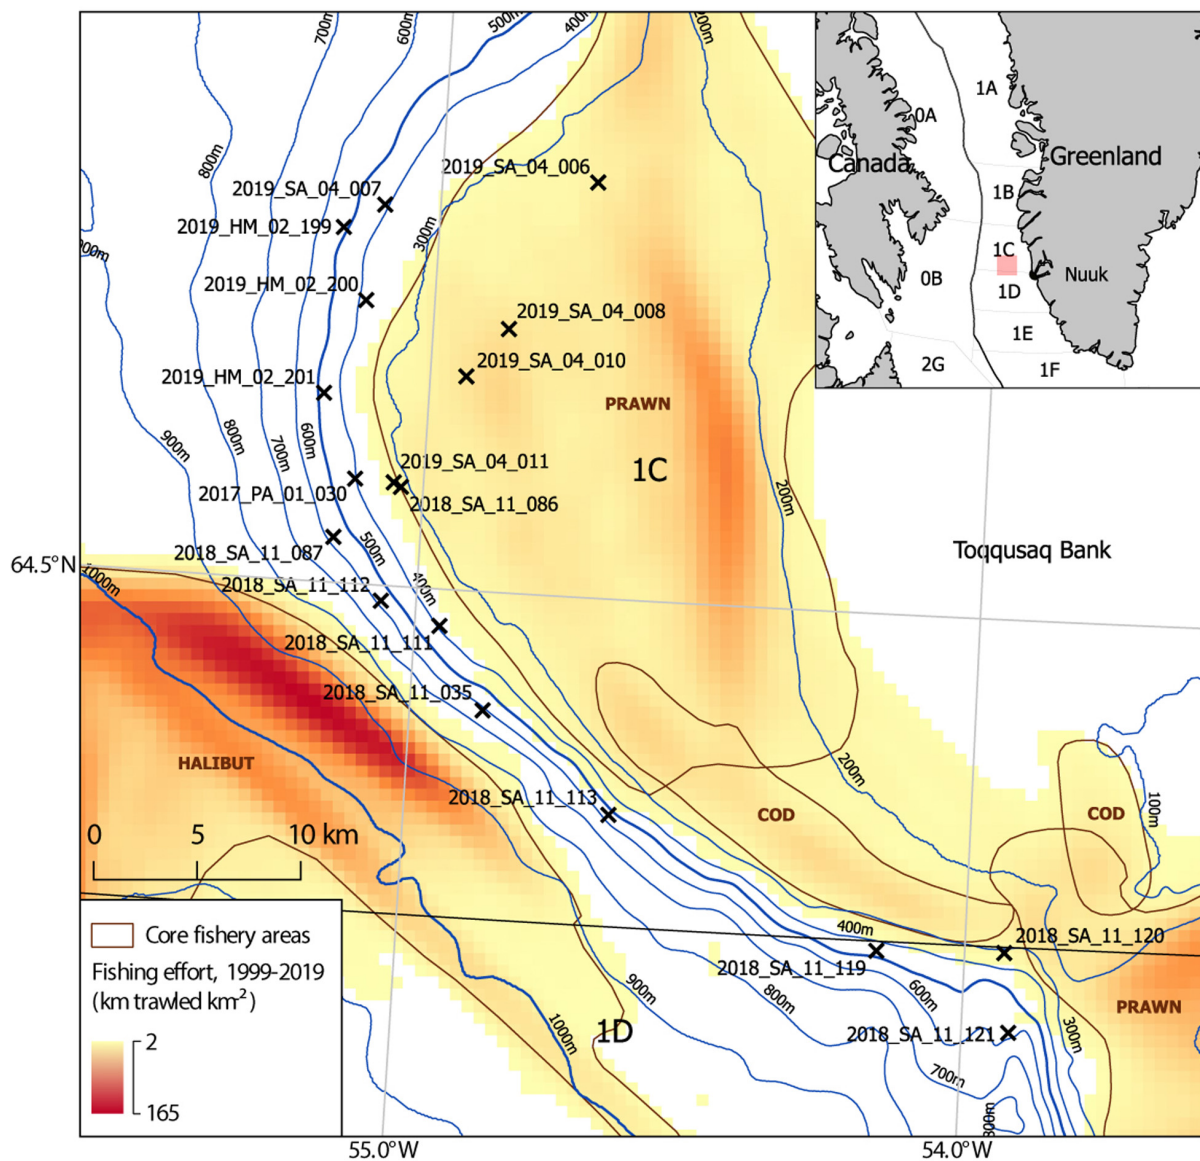 700m
600m
500m
400m
200m
800m
2019_SA_04_006
2019_SA_04_007
2019_HM_02_199
300m
2019_HM_02_200
2019_SA_04_008
2019_SA_04_010
2019_HM_02_201
PRAWN
900m
800m
700m
600m
2019_SA_04_011
1C
2017_PA_01_030
2018_SA_11_086
200m
500m
2018_SA_11_087
Toqqusaq Bank
64.5°N
1000m
2018_SA_11_112
400m
2018_SA_11_111
2018_SA_11_035
HALIBUT
200m
2018_SA_11_113
COD
COD
100m
0 5 10 km
Core fishery areas
Fishing effort, 1999-2019
(km trawled km²)
2
165
400m
2018_SA_11_120
2018_SA_11_119
900m
800m
600m
PRAWN
1000m
1D
2018_SA_11_121
300m
700m
800m
55.0°W
54.0°W
1A
0A
Canada
Greenland
1B
1C
0B
Nuuk
1D
1E
2G
1F